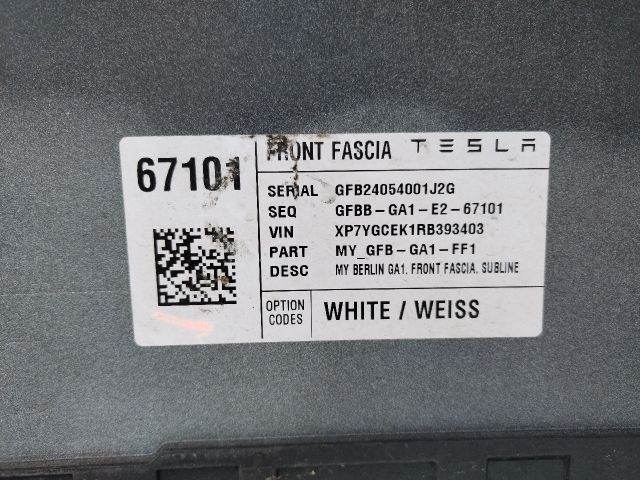 67101
FRONT FASCIA TESLA
SERIAL GFB24054001J2G
SEQ GFBB-GA1-E2-67101
VIN XP7YGCEK1RB393403
PART MY_GFB-GA1-FF1
DESC MY BERLIN GA1, FRONT FASCIA, SUBLINE
OPTION CODES WHITE / WEISS